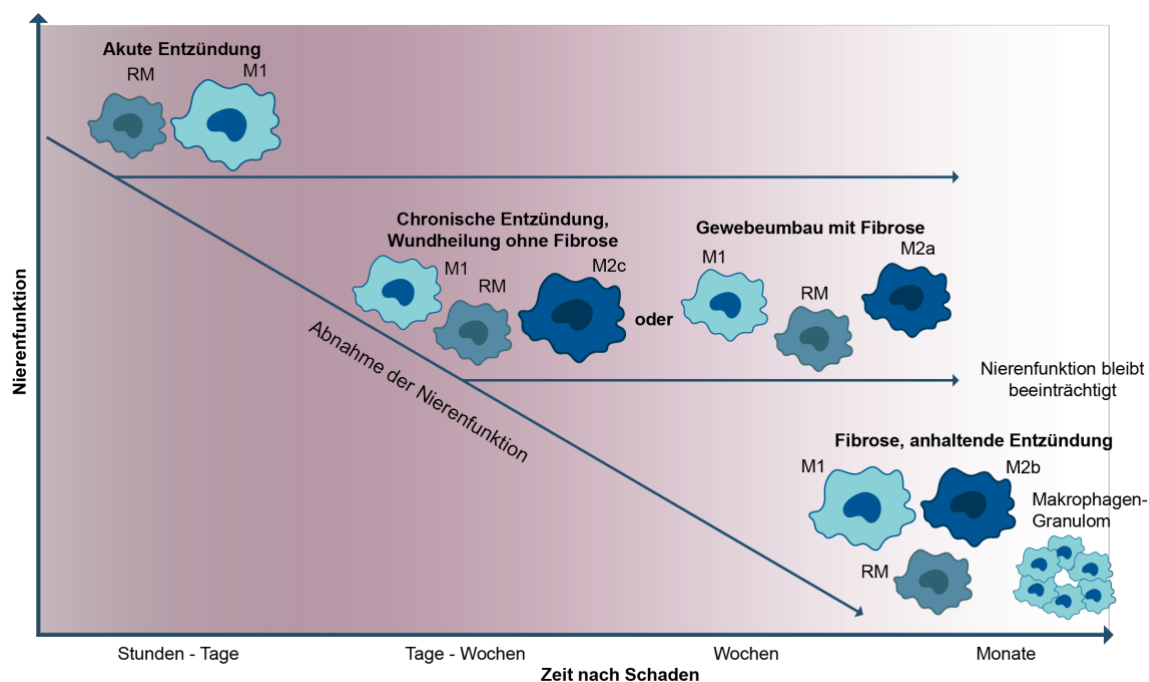 Akute Entzündung
RM
M1
Chronische Entzündung,
Wundheilung ohne Fibrose
M1
RM
M2c
oder
Gewebeumbau mit Fibrose
M1
RM
M2a
Abnahme der Nierenfunktion
Nierenfunktion bleibt
beeinträchtigt
Fibrose, anhaltende Entzündung
M1
M2b
RM
Makrophagen-
Granulom
Nierenfunktion
Stunden - Tage
Tage - Wochen
Wochen
Monate
Zeit nach Schaden